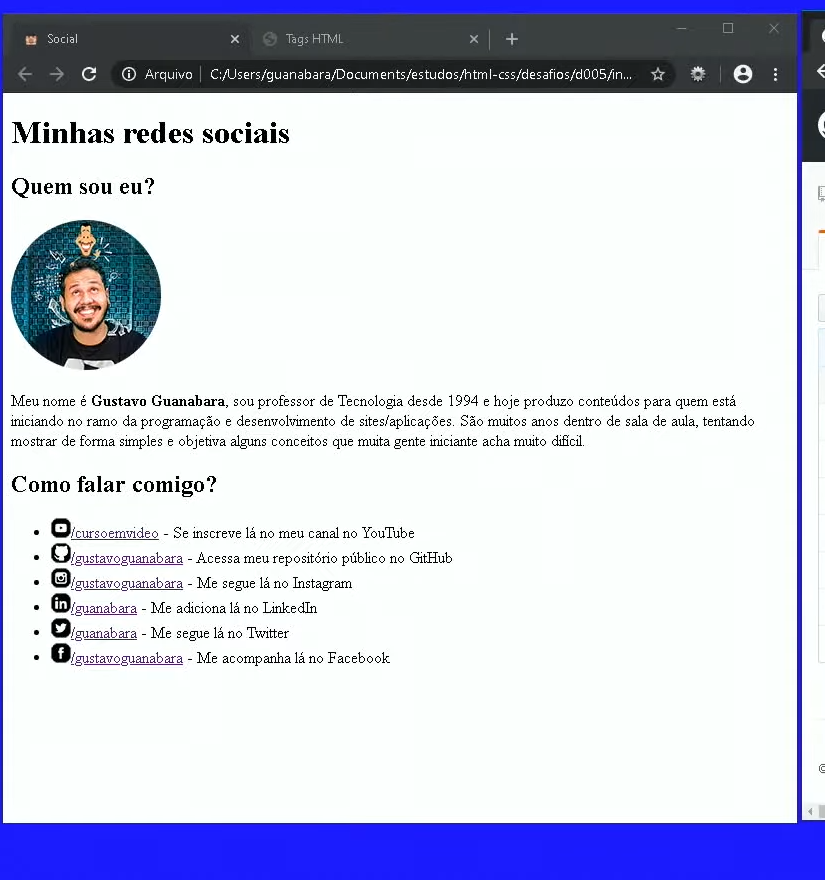 Social
Tags HTML
Arquivo
C:/Users/guanabara/Documents/estudos/html-css/desafios/d005/in...
Minhas redes sociais
Quem sou eu?
Meu nome é Gustavo Guanabara, sou professor de Tecnologia desde 1994 e hoje produzo conteúdos para quem está
iniciando no ramo da programação e desenvolvimento de sites/aplicações. São muitos anos dentro de sala de aula, tentando
mostrar de forma simples e objetiva alguns conceitos que muita gente iniciante acha muito difícil.
Como falar comigo?
/cursoemvideo - Se inscreve lá no meu canal no YouTube
/gustavoguanabara - Acessa meu repositório público no GitHub
/gustavoguanabara - Me segue lá no Instagram
/guanabara - Me adiciona lá no LinkedIn
/guanabara - Me segue lá no Twitter
/gustavoguanabara - Me acompanha lá no Facebook